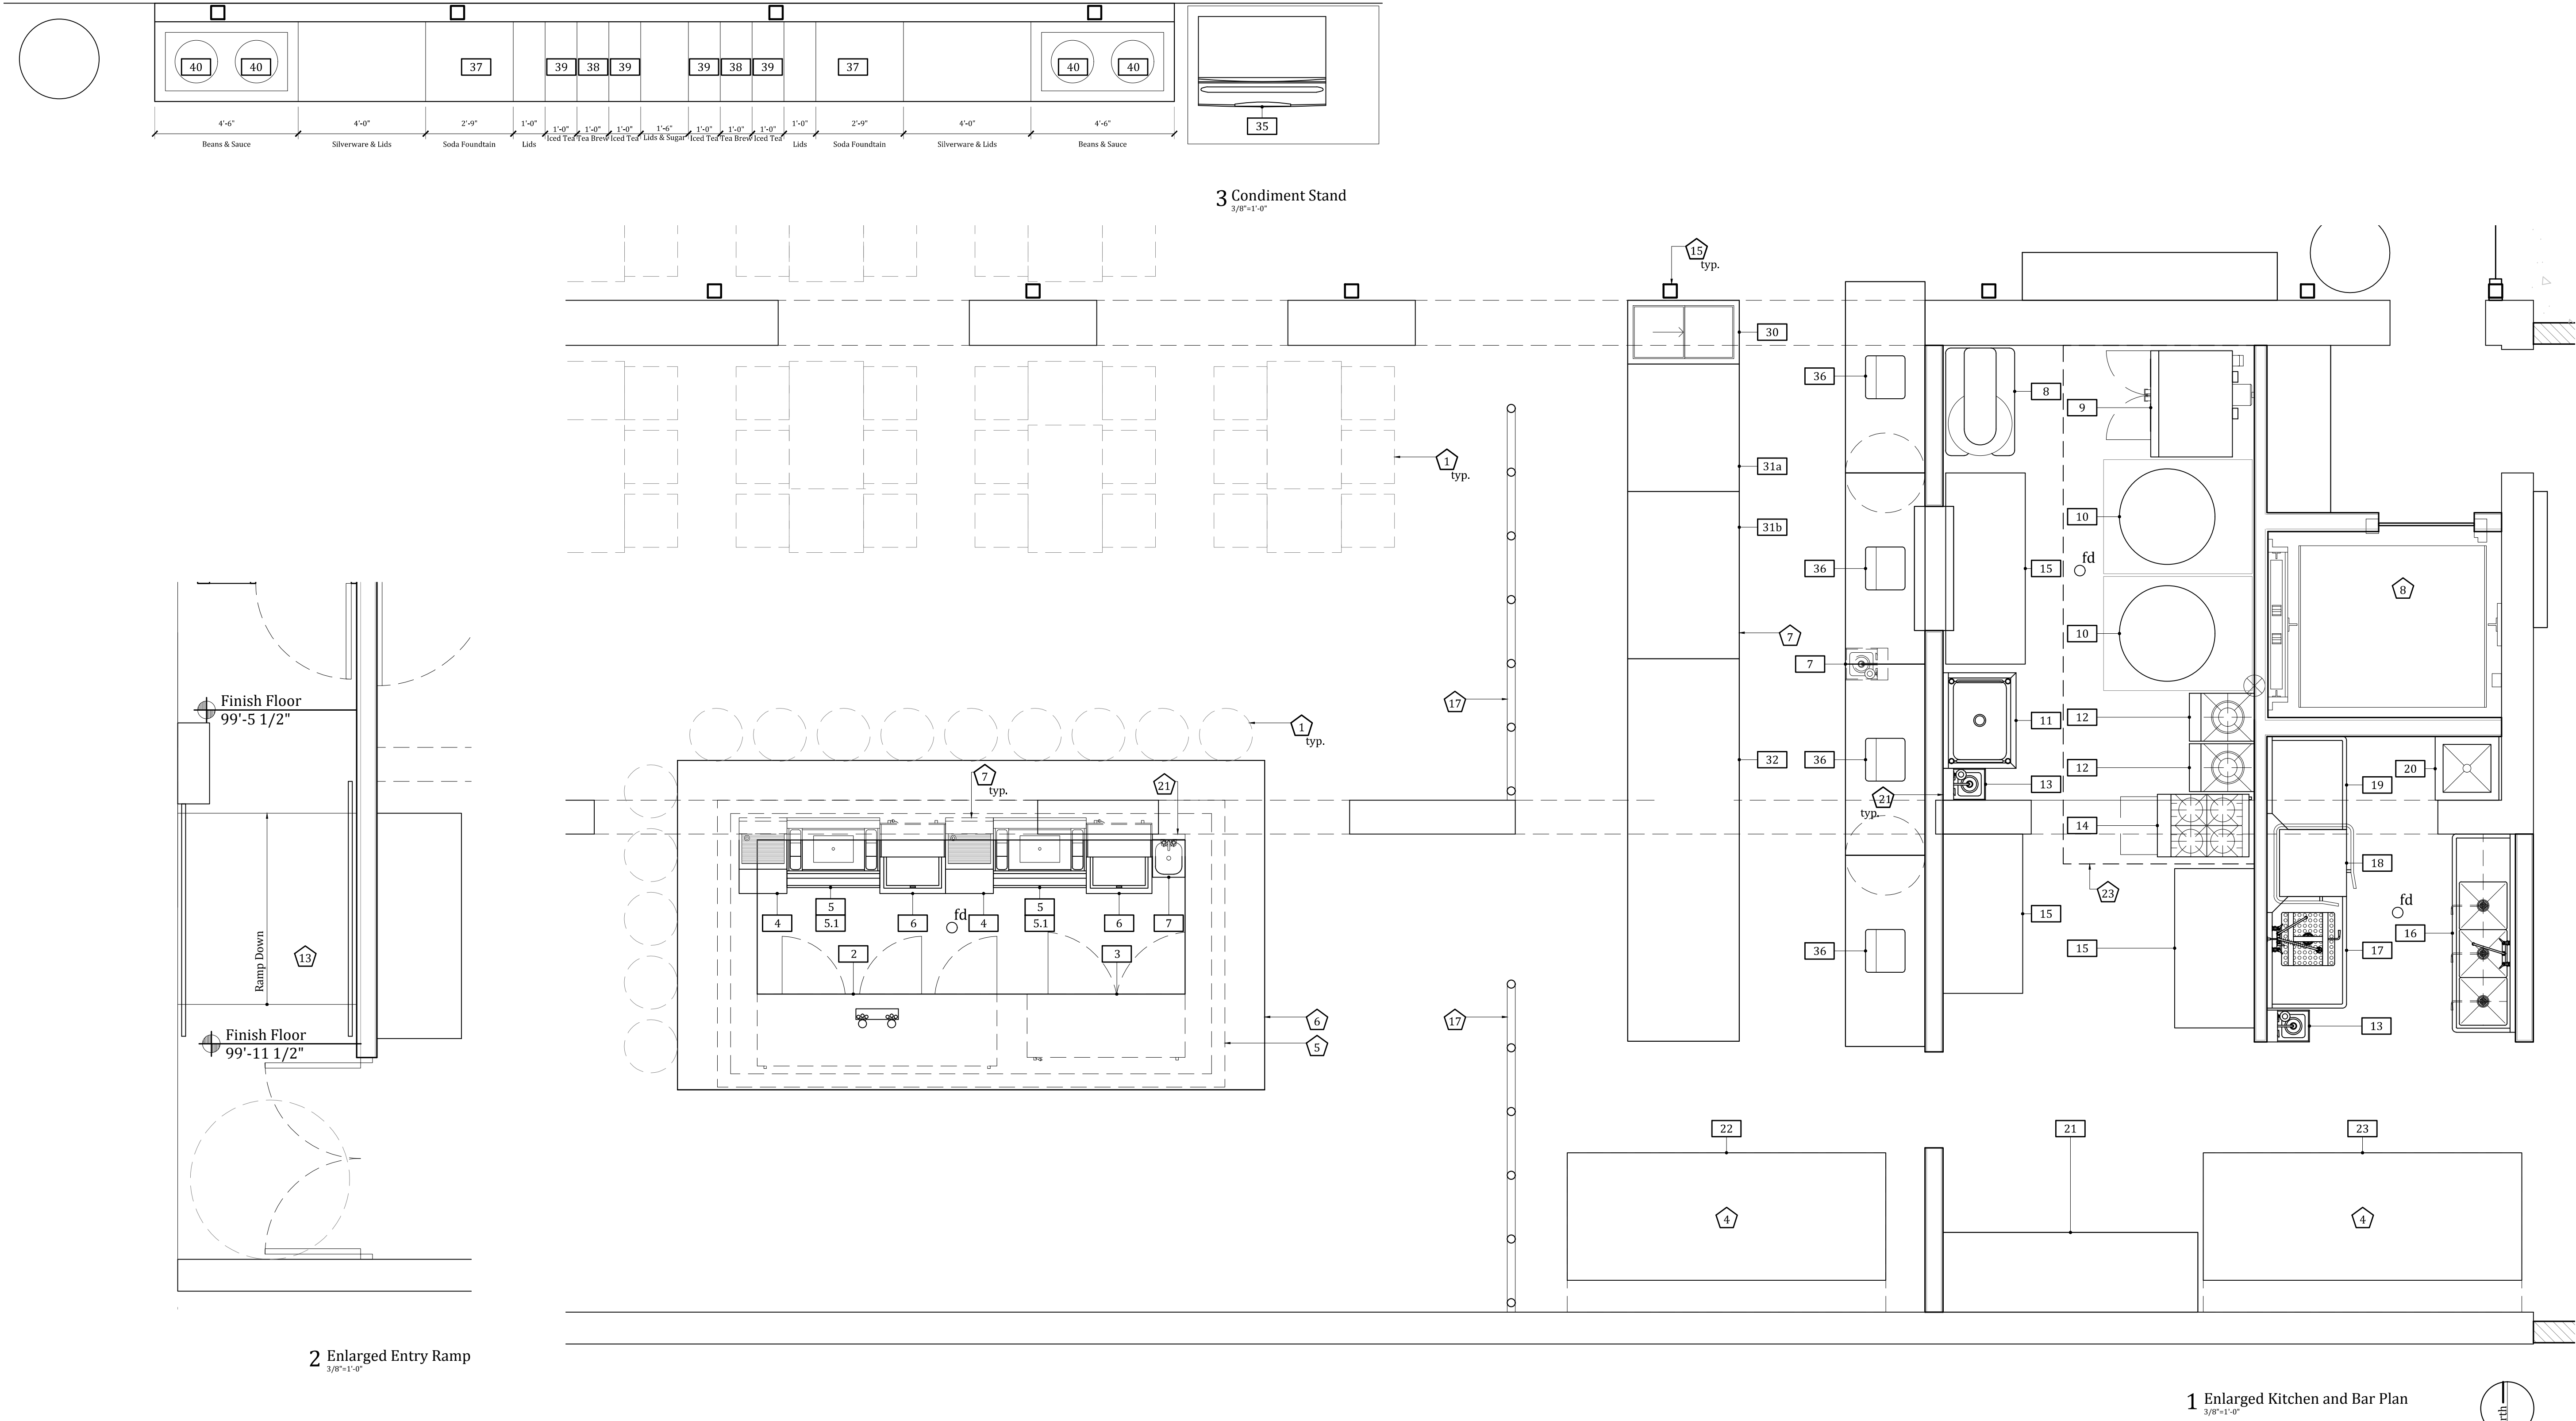 40 40 37 39 38 39 39 38 39 37 40 40
35
4'-6" 4'-0" 2'-9" 1'-0" 1'-0" 1'-0" 1'-0" 1'-6" 1'-0" 1'-0" 1'-0" 1'-0" 2'-9" 4'-0" 4'-6"
Iced Tea Tea Brew Iced Tea Lids & Sugar Iced Tea Tea Brew Iced Tea
Beans & Sauce Silverware & Lids Soda Foundtain Lids Lids Soda Foundtain Silverware & Lids Beans & Sauce
3 Condiment Stand
3/8"=1'-0"
15
typ.
30
36 8 9
1
typ.
31a
31b
10
fd
36 15
8
7
10
7
17
Finish Floor
99'-5 1/2"
1
typ.
11 12
32 36
12
20
7
typ.
21
13
19
21
typ.
14
18
23
4
5
5.1
6
fd
4
5
5.1
6
7
15
fd
16
2 3
36
15
17
13
Ramp Down
6
17
13
5
Finish Floor
99'-11 1/2"
22 21 23
4 4
2 Enlarged Entry Ramp
3/8"=1'-0"
1 Enlarged Kitchen and Bar Plan
3/8"=1'-0"